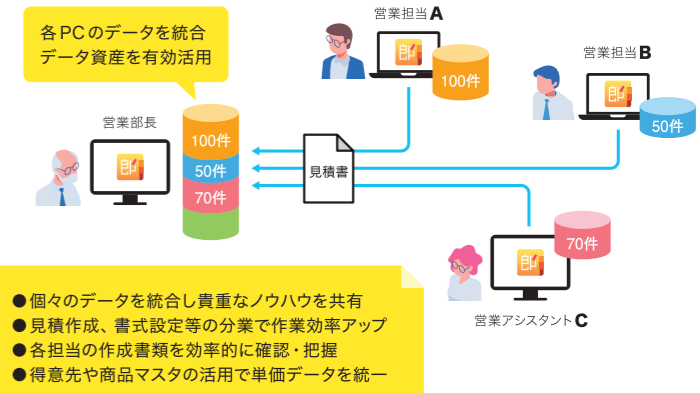 各PCのデータを統合
データ資産を有効活用
営業担当A
即
100件
営業担当B
即
50件
営業部長
即
100件
50件
70件
見積書
即
70件
営業アシスタントC
●個々のデータを統合し貴重なノウハウを共有
●見積作成、書式設定等の分業で作業効率アップ
●各担当の作成書類を効率的に確認・把握
●得意先や商品マスタの活用で単価データを統一